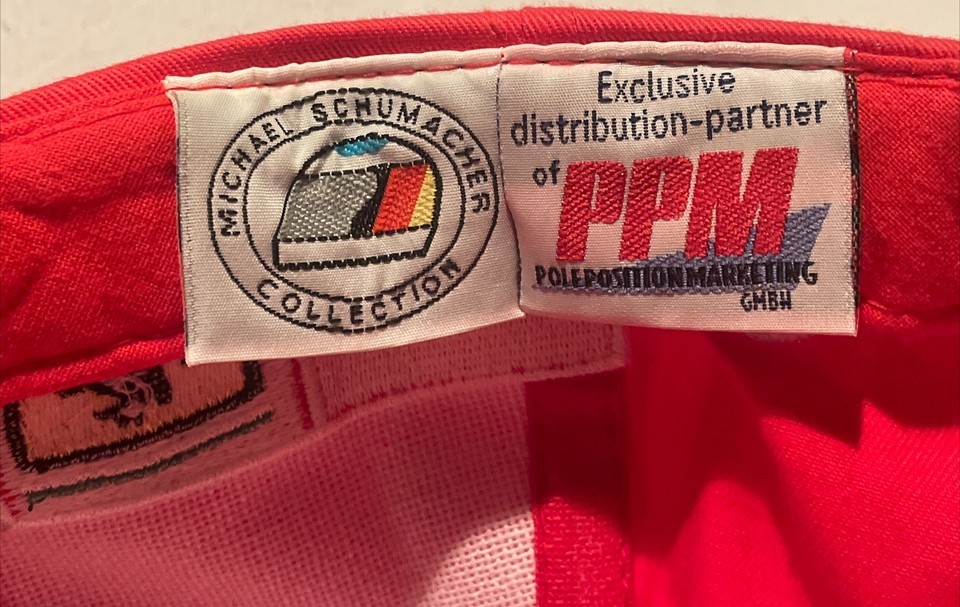 MICHAEL SCHUMACHER
COLLECTION
Exclusive
distribution-partner
of PPM
POLEPOSITIONMARKETING
GMBH